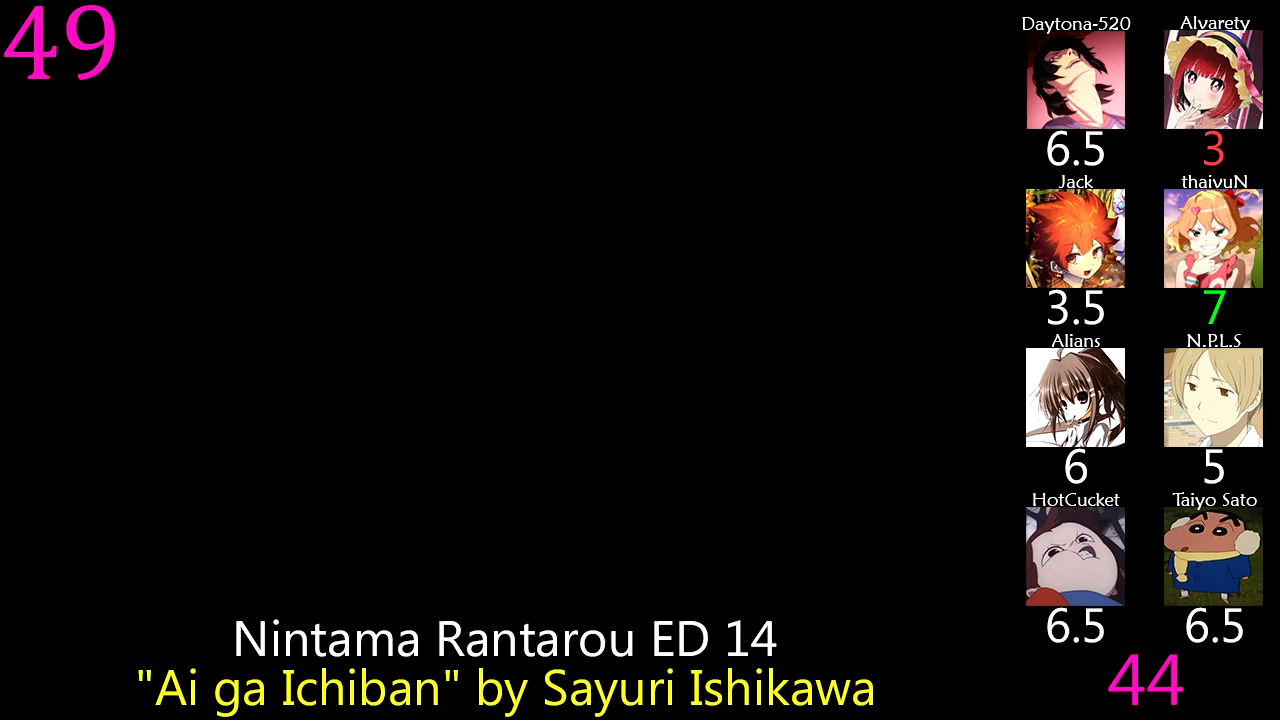 49
Daytona-520
Alvarety
6.5
3
Jack
thaivuN
3.5
7
Alians
N.P.L.S
6
5
HotCucket
Taiyo Sato
6.5
6.5
Nintama Rantarou ED 14
"Ai ga Ichiban" by Sayuri Ishikawa
44